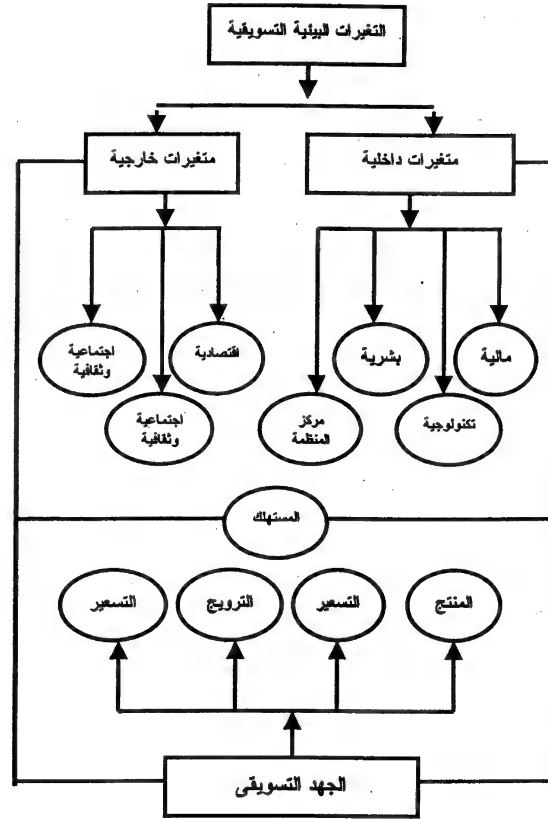 التغيرات البيئية التسويقية
متغيرات داخلية
متغيرات خارجية
مالية
بشرية
اقتصادية
اجتماعية
وثقافية
تكنولوجية
مركز
المنظمة
اجتماعية
وثقافية
المستهلك
المنتج
التسعير
الترويج
التسعير
الجهد التسويقى